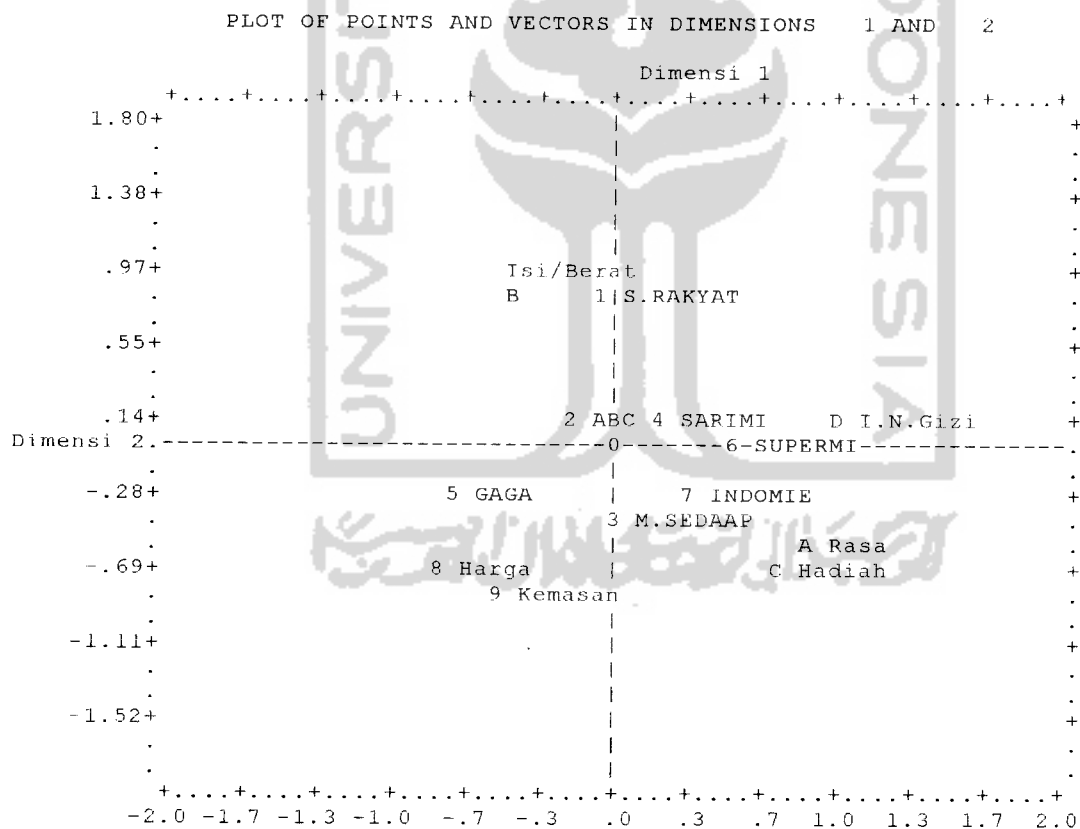 PLOT OF POINTS AND VECTORS IN DIMENSIONS 1 AND 2
Dimensi 1
+....+....+....+....+....+....+....+....+....+....+....+....+
1.80+ +
1.38+ +
.97+ Isi/Berat +
B 1|S.RAKYAT
.55+ +
.14+ 2 ABC 4 SARIMI D I.N.Gizi +
Dimensi 2.------------------------------0-------6-SUPERMI--------------.
-.28+ 5 GAGA | 7 INDOMIE +
3 M.SEDAAP
A Rasa
-.69+ 8 Harga | C Hadiah +
9 Kemasan
-1.11+ +
-1.52+ +
+....+....+....+....+....+....+....+....+....+....+....+....+
-2.0 -1.7 -1.3 -1.0 -.7 -.3 .0 .3 .7 1.0 1.3 1.7 2.0